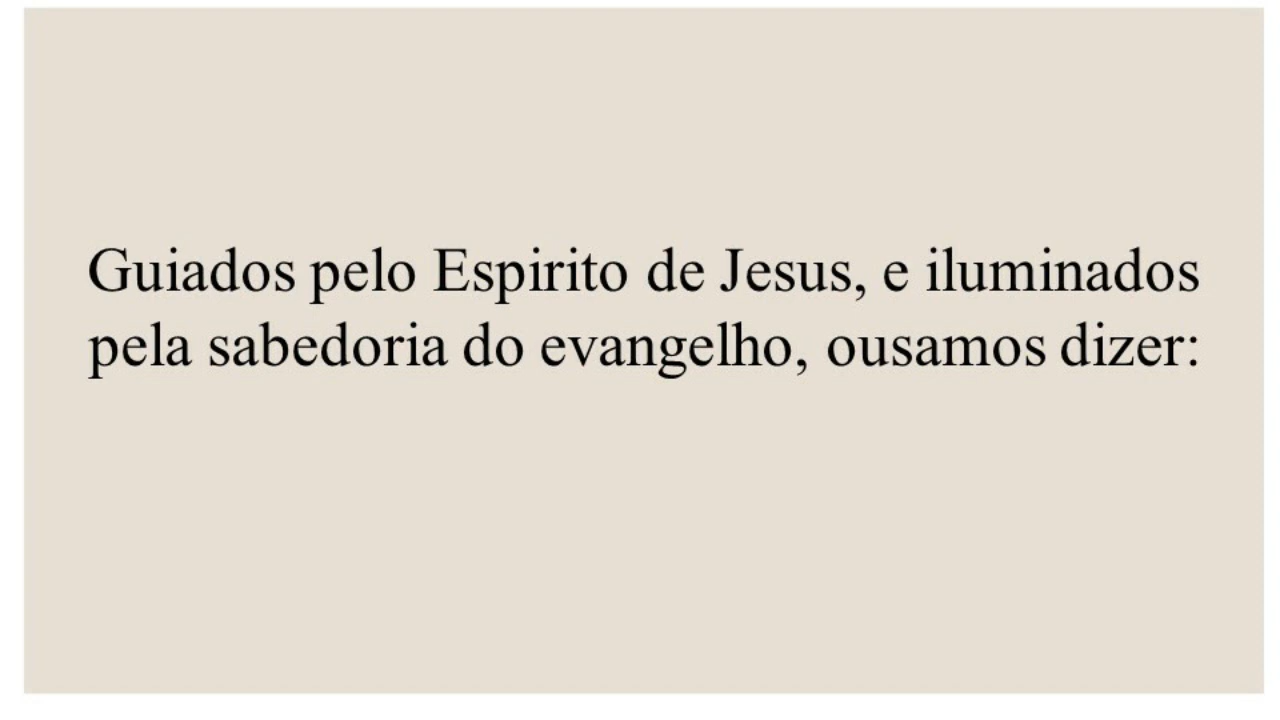 Guiados pelo Espirito de Jesus, e iluminados
pela sabedoria do evangelho, ousamos dizer: